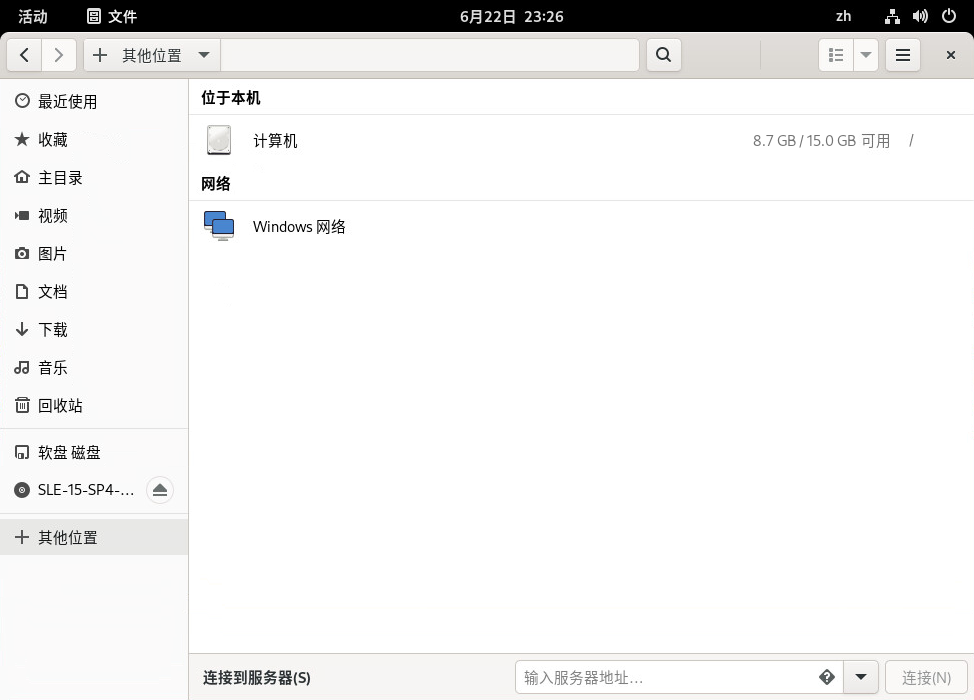 活动 文件 6月22日 23:26 zh
其他位置
最近使用
收藏
主目录
视频
图片
文档
下载
音乐
回收站
软盘 磁盘
SLE-15-SP4-...
其他位置
位于本机
计算机 8.7 GB / 15.0 GB 可用 /
网络
Windows 网络
连接到服务器(S) 输入服务器地址... 连接(N)